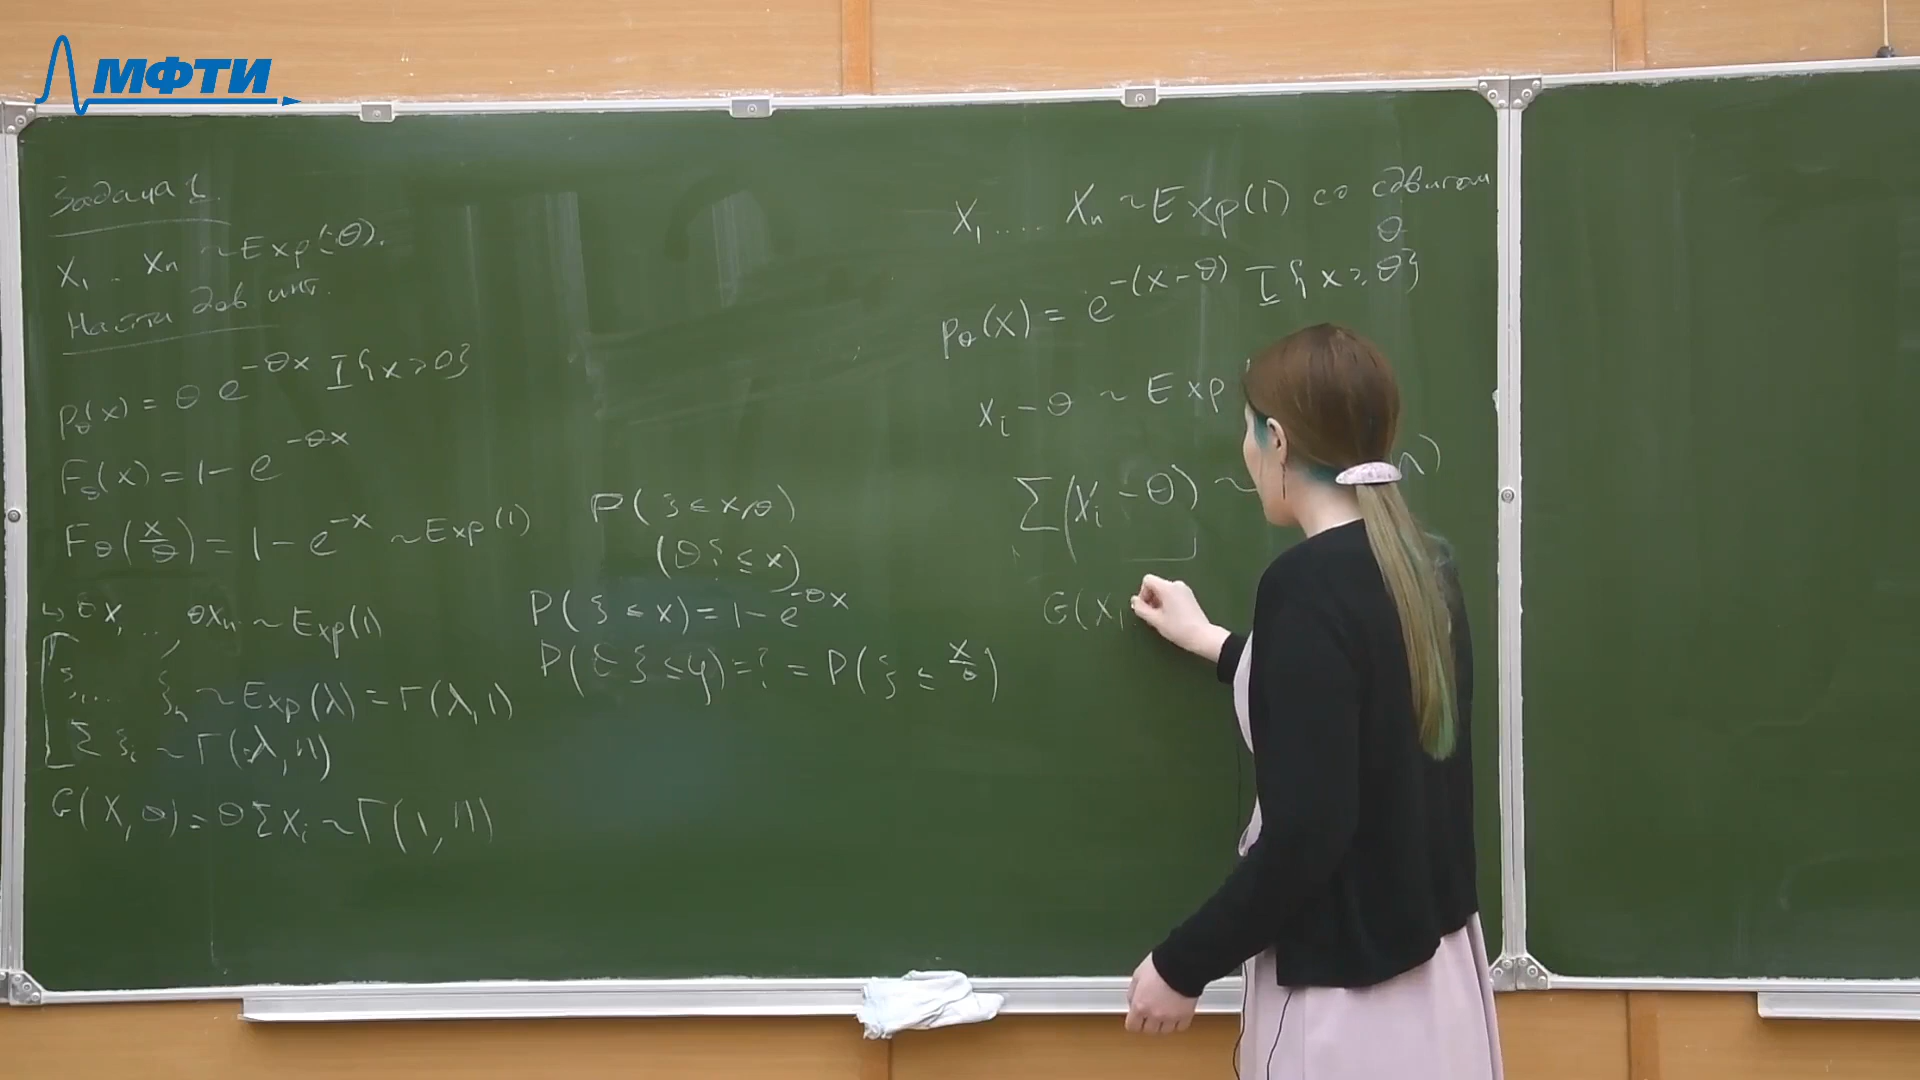 МФТИ
Задача 1.
X₁ .. Xₙ ~ Exp(θ).
Найти дов инт.
p_θ(x) = θ e^{-θx} I{x>0}
F_θ(x) = 1 - e^{-θx}
F_θ(x/θ) = 1 - e^{-x} ~ Exp(1)
↳ θX₁ ..., θXₙ ~ Exp(1)
ξ₁ ... ξₙ ~ Exp(λ) = Γ(λ, 1)
Σ ξᵢ ~ Γ(λ, n)
G(X, θ) = θ Σ Xᵢ ~ Γ(1, n)
(θξ ≤ x)
P(ξ ≤ x) = 1 - e^{-θx}
= P(ξ ≤ x/θ)
X₁ ..... Xₙ ~ Exp(1) со сдвигом
θ
p_θ(x) = e^{-(x-θ)} I{x ≥ θ}
Xᵢ - θ ~ Exp
Σ(Xᵢ - θ) ~ n)
G(X₁